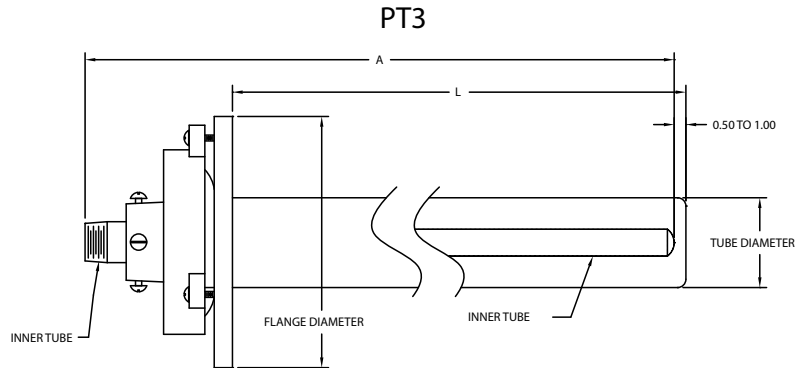 PT3
A
L
0.50 TO 1.00
TUBE DIAMETER
FLANGE DIAMETER
INNER TUBE
INNER TUBE